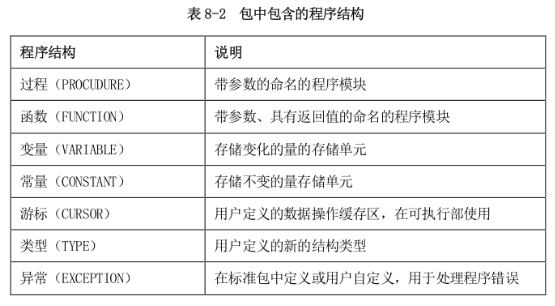 表 8-2 包中包含的程序结构
程序结构 说明
过程（PROCUDURE） 带参数的命名的程序模块
函数（FUNCTION） 带参数、具有返回值的命名的程序模块
变量（VARIABLE） 存储变化的量的存储单元
常量（CONSTANT） 存储不变的量存储单元
游标（CURSOR） 用户定义的数据操作缓存区，在可执行部使用
类型（TYPE） 用户定义的新的结构类型
异常（EXCEPTION） 在标准包中定义或用户自定义，用于处理程序错误